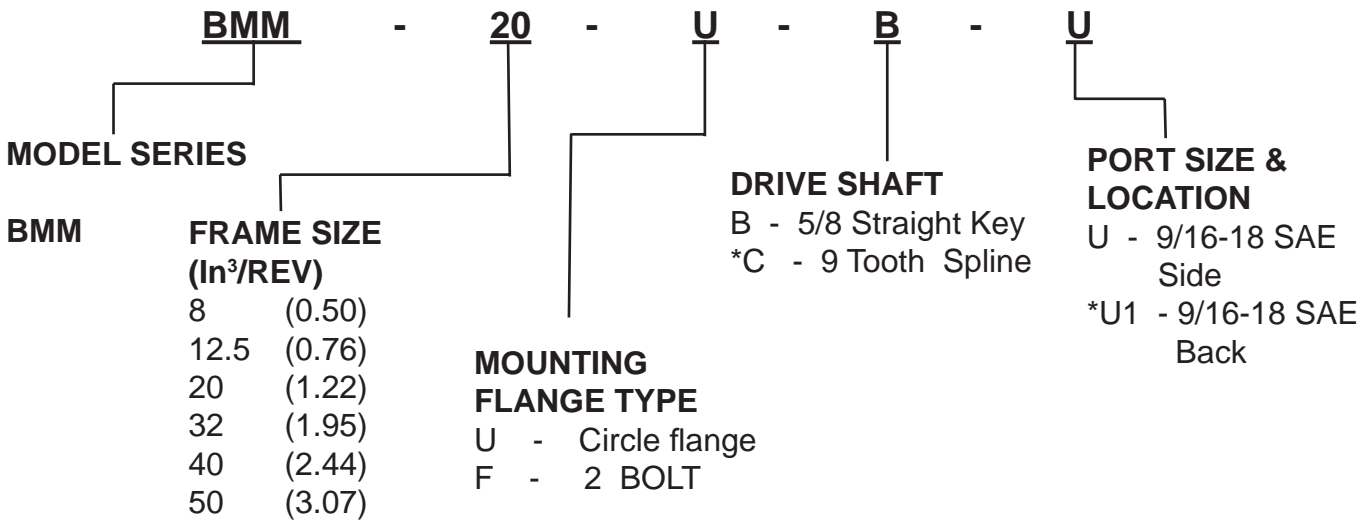 BMM - 20 - U - B - U
MODEL SERIES
BMM
FRAME SIZE
(In³/REV)
8 (0.50)
12.5 (0.76)
20 (1.22)
32 (1.95)
40 (2.44)
50 (3.07)
MOUNTING
FLANGE TYPE
U - Circle flange
F - 2 BOLT
DRIVE SHAFT
B - 5/8 Straight Key
*C - 9 Tooth Spline
PORT SIZE &
LOCATION
U - 9/16-18 SAE
Side
*U1 - 9/16-18 SAE
Back